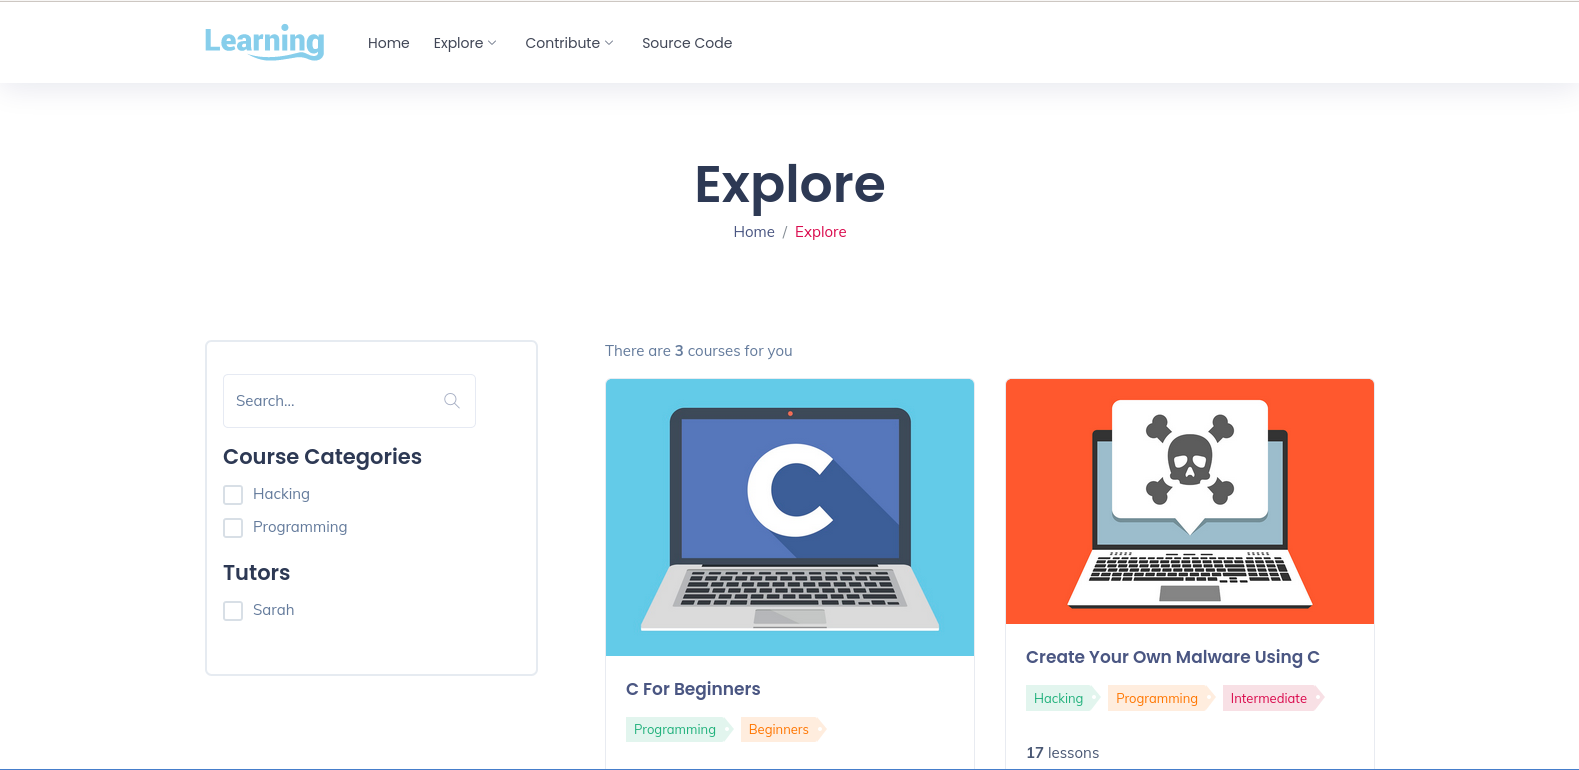 Learning
Home Explore Contribute Source Code
Explore
Home / Explore
Search...
Course Categories
Hacking
Programming
Tutors
Sarah
There are 3 courses for you
C
C For Beginners
Programming Beginners
Create Your Own Malware Using C
Hacking Programming Intermediate
17 lessons